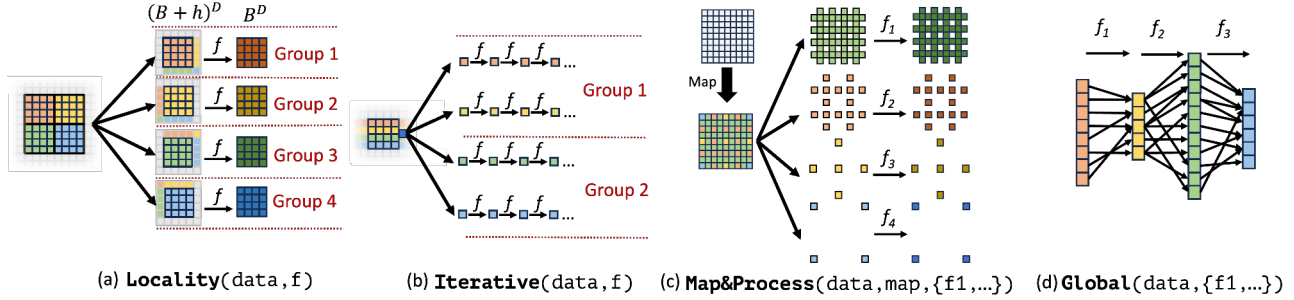 (B + h)^D B^D
f Group 1
f Group 2
f Group 3
f Group 4
(a) Locality(data,f)
f f f
...
f f f
...
Group 1
f f f
...
f f f
...
Group 2
(b) Iterative(data,f)
Map
f1
f2
f3
f4
(c) Map&Process(data,map,{f1,…})
f1 f2 f3
(d) Global(data,{f1,…})